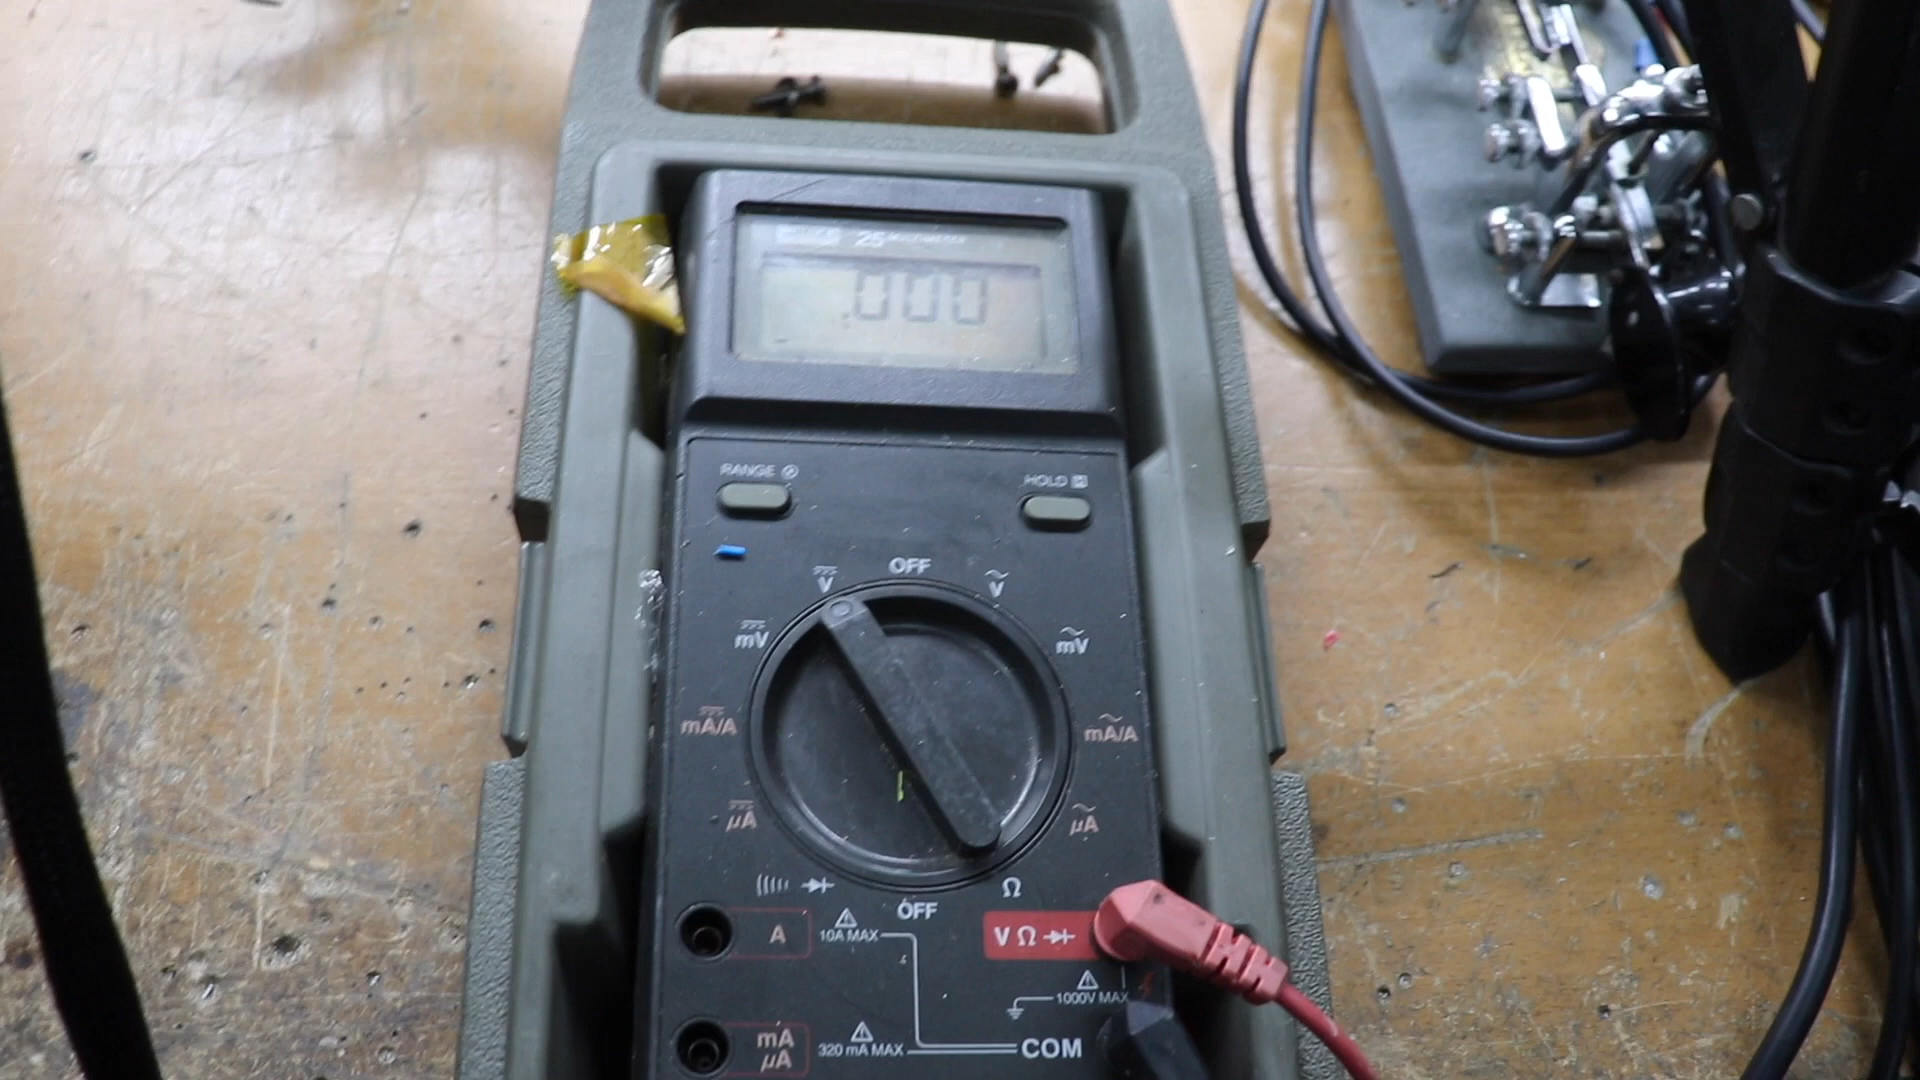 25 MULTIMETER
.000
RANGE
HOLD H
OFF
V
V
mV
mV
mA/A
mA/A
µA
µA
Ω
OFF
A
10A MAX
V Ω
1000V MAX
mA
µA
320 mA MAX
COM